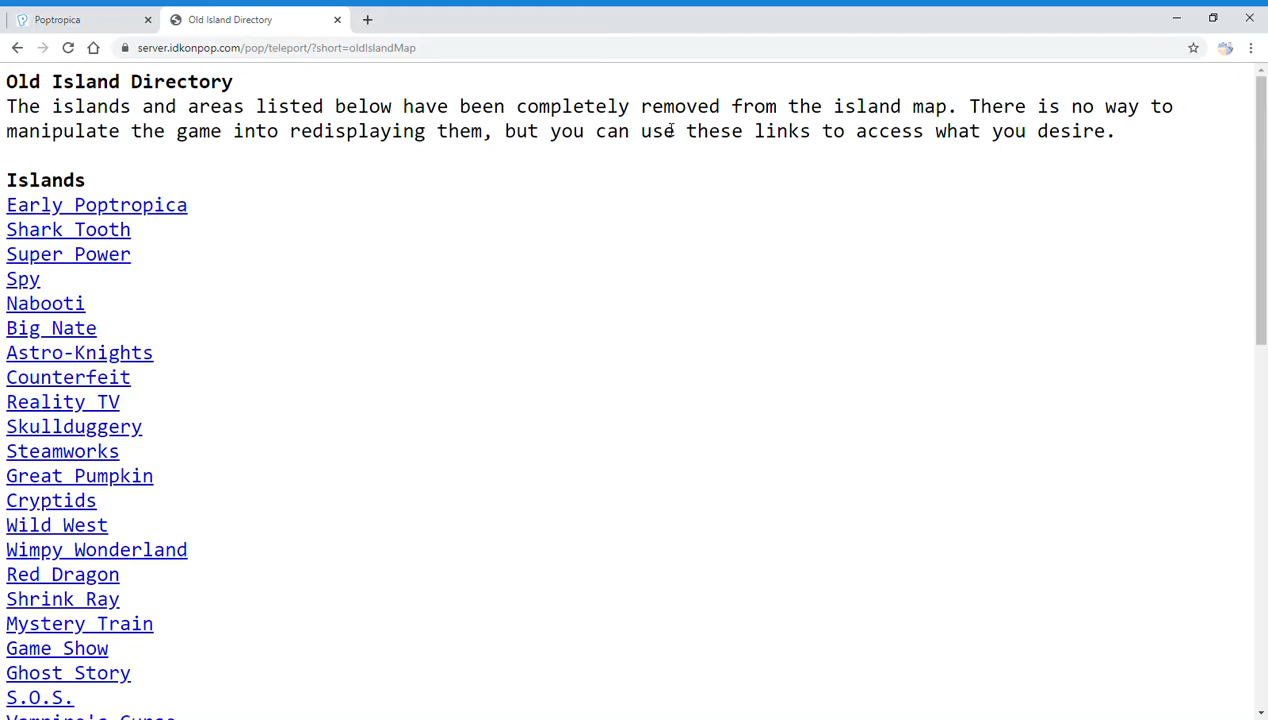 Poptropica
Old Island Directory
server.idkonpop.com/pop/teleport/?short=oldIslandMap
Old Island Directory
The islands and areas listed below have been completely removed from the island map. There is no way to
manipulate the game into redisplaying them, but you can use these links to access what you desire.
Islands
Early Poptropica
Shark Tooth
Super Power
Spy
Nabooti
Big Nate
Astro-Knights
Counterfeit
Reality TV
Skullduggery
Steamworks
Great Pumpkin
Cryptids
Wild West
Wimpy Wonderland
Red Dragon
Shrink Ray
Mystery Train
Game Show
Ghost Story
S.O.S.
Vampire's Curse